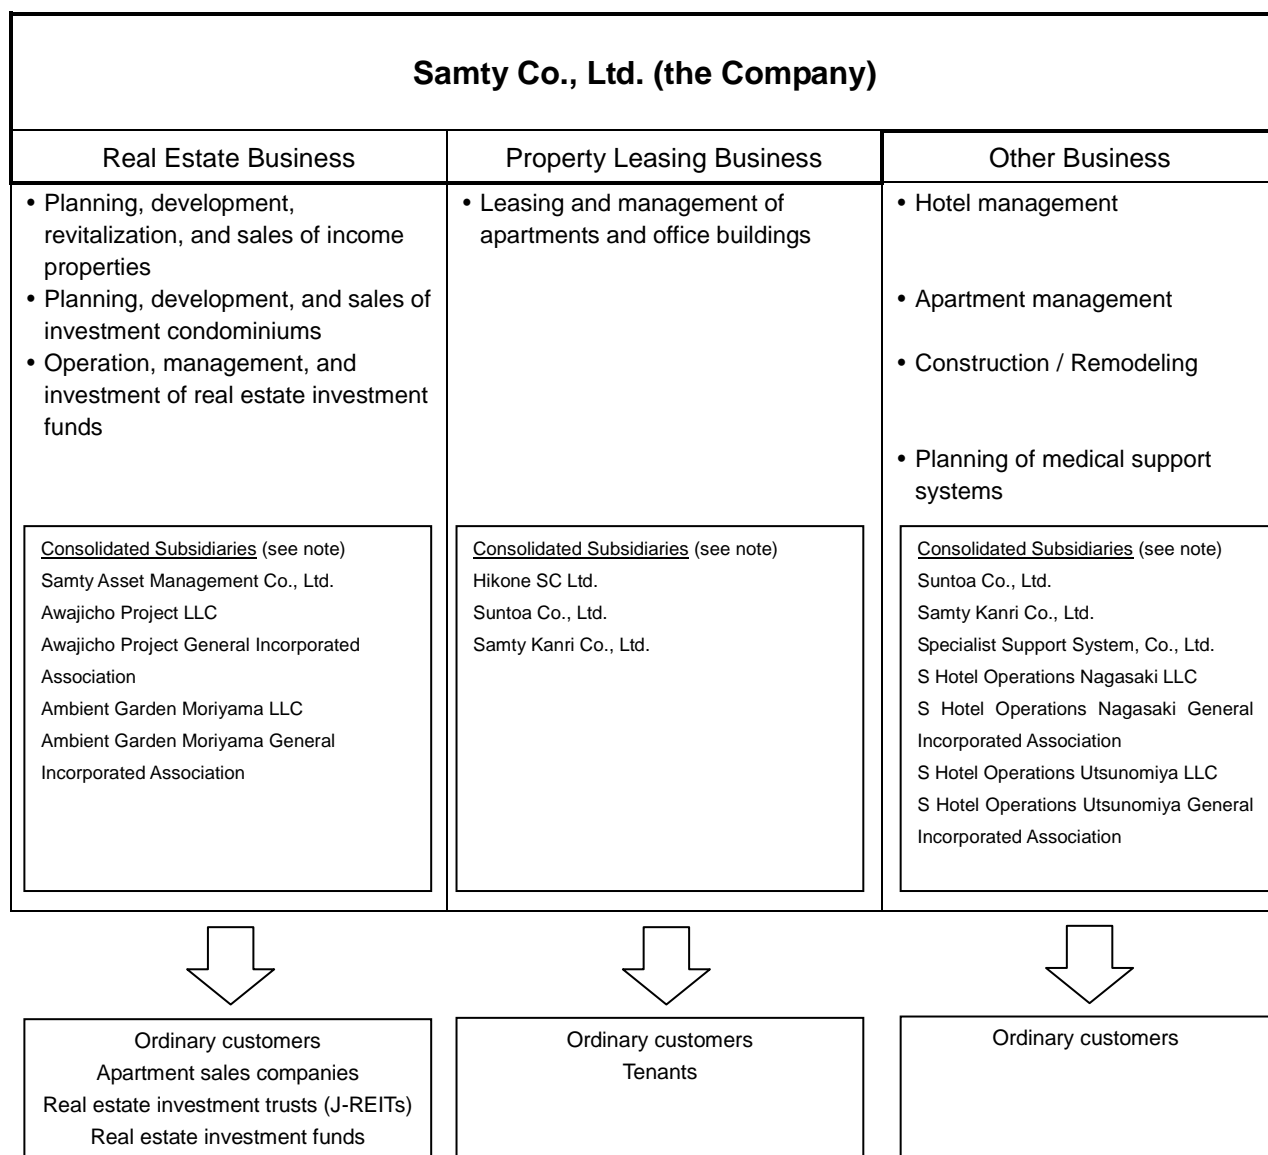 Samty Co., Ltd. (the Company)
Real Estate Business
Property Leasing Business
Other Business
• Planning, development,
revitalization, and sales of income
properties
• Planning, development, and sales of
investment condominiums
• Operation, management, and
investment of real estate investment
funds
• Leasing and management of
apartments and office buildings
• Hotel management
• Apartment management
• Construction / Remodeling
• Planning of medical support
systems
Consolidated Subsidiaries (see note)
Samty Asset Management Co., Ltd.
Awajicho Project LLC
Awajicho Project General Incorporated
Association
Ambient Garden Moriyama LLC
Ambient Garden Moriyama General
Incorporated Association
Consolidated Subsidiaries (see note)
Hikone SC Ltd.
Suntoa Co., Ltd.
Samty Kanri Co., Ltd.
Consolidated Subsidiaries (see note)
Suntoa Co., Ltd.
Samty Kanri Co., Ltd.
Specialist Support System, Co., Ltd.
S Hotel Operations Nagasaki LLC
S Hotel Operations Nagasaki General
Incorporated Association
S Hotel Operations Utsunomiya LLC
S Hotel Operations Utsunomiya General
Incorporated Association
Ordinary customers
Apartment sales companies
Real estate investment trusts (J-REITs)
Real estate investment funds
Ordinary customers
Tenants
Ordinary customers